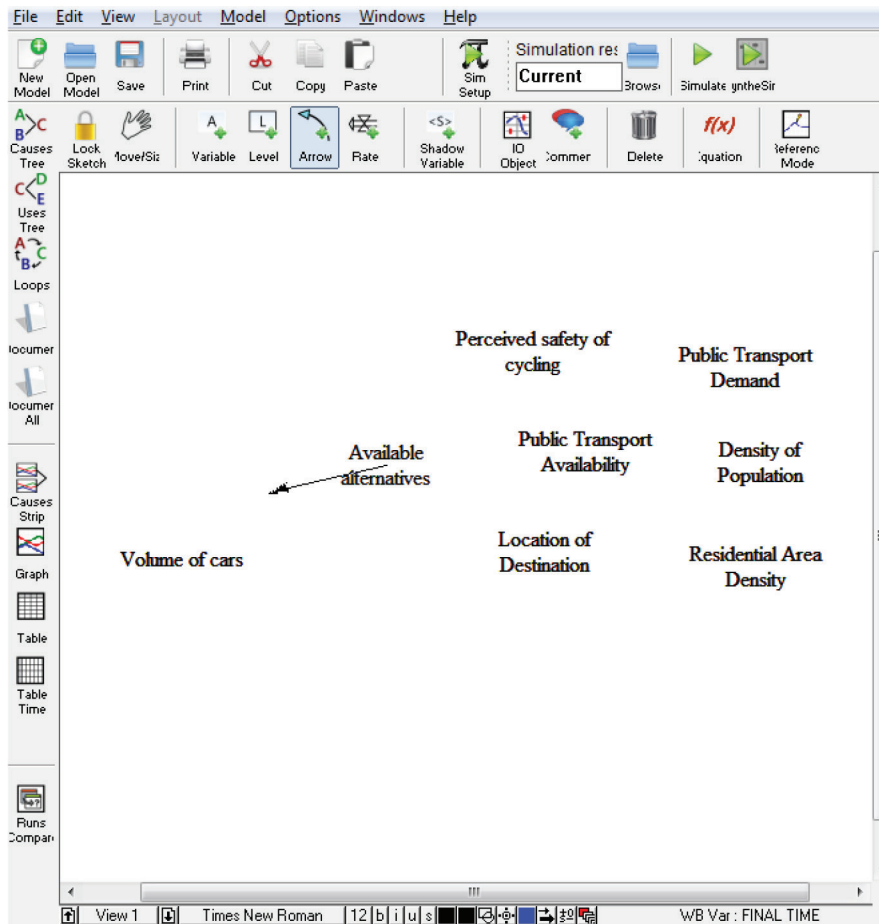 File Edit View Layout Model Options Windows Help
Simulation res
Current
New
Model
Open
Model
Save
Print
Cut
Copy
Paste
Sim
Setup
Browse
Simulate
yntheSir
A
B
C
Causes
Tree
Lock
Sketch
Move/Siz
A
Variable
L
Level
Arrow
Rate
<S>
Shadow
Variable
IO
Object
Commen
Delete
f(x)
Equation
Referenc
Mode
C
D
E
Uses
Tree
A
B
C
Loops
Documen
Documen
All
Causes
Strip
Graph
Table
Table
Time
Runs
Compare
Perceived safety of
cycling
Public Transport
Demand
Available
alternatives
Public Transport
Availability
Density of
Population
Volume of cars
Location of
Destination
Residential Area
Density
View 1 Times New Roman 12 b i u s WB Var : FINAL TIME